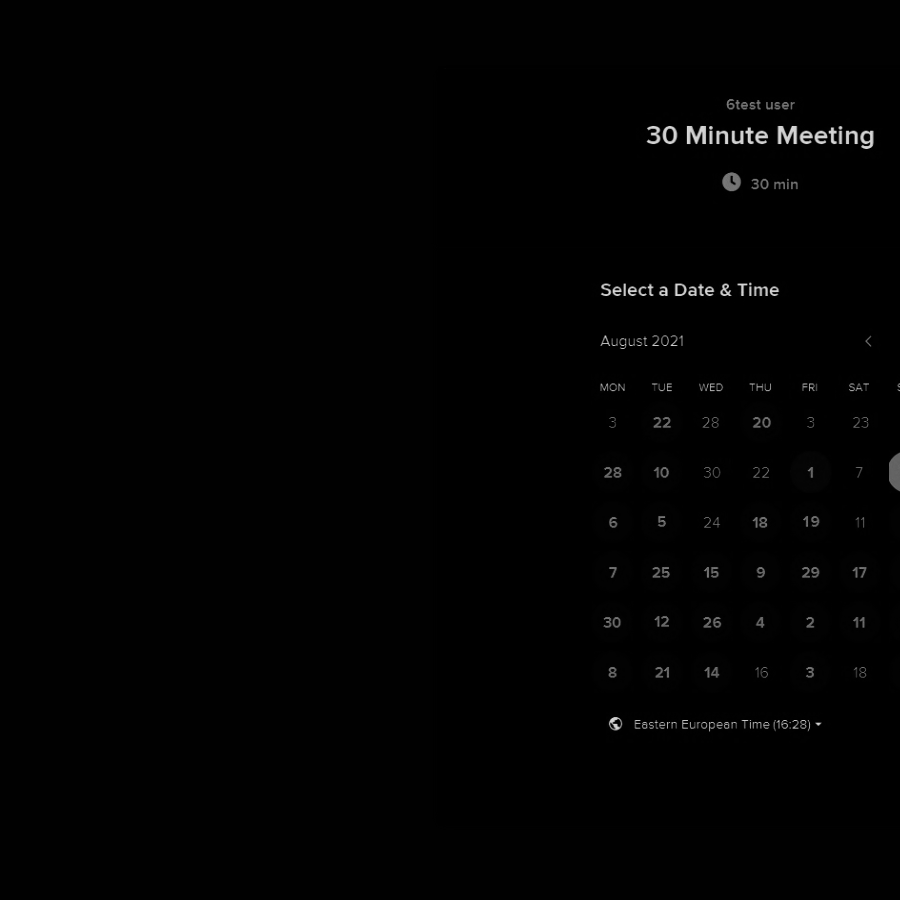 6test user
30 Minute Meeting
30 min
Select a Date & Time
August 2021
MON TUE WED THU FRI SAT
3 22 28 20 3 23
28 10 30 22 1 7
6 5 24 18 19 11
7 25 15 9 29 17
30 12 26 4 2 11
8 21 14 16 3 18
Eastern European Time (16:28)